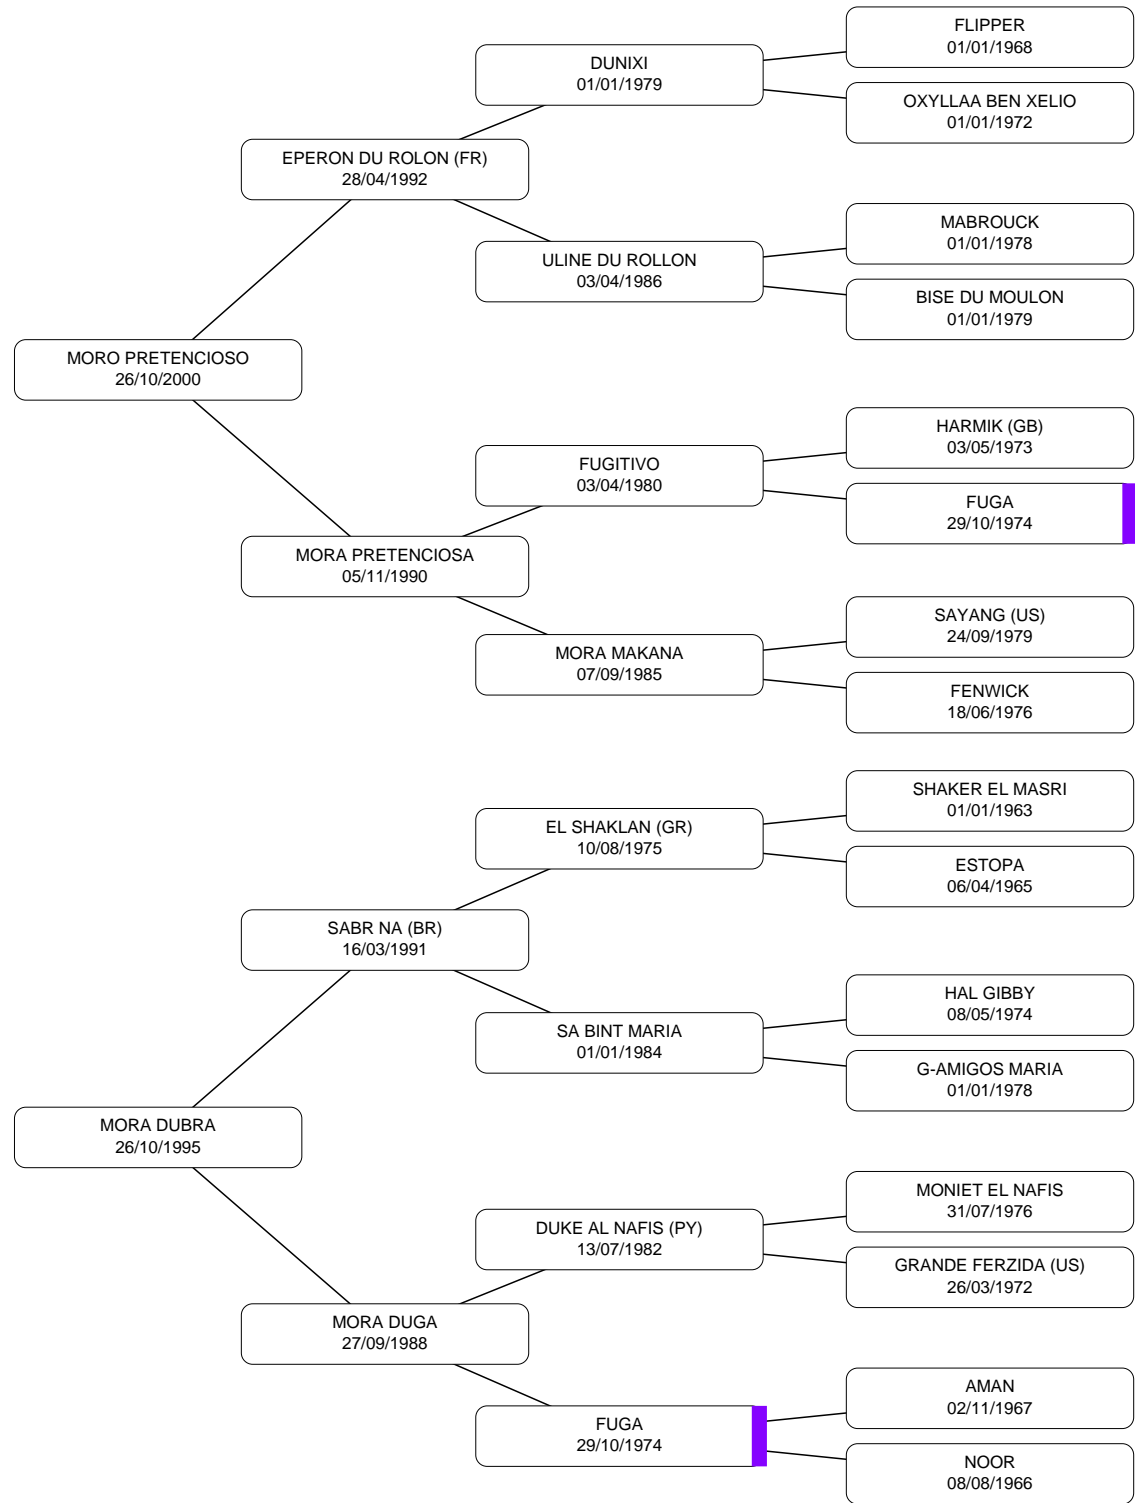 FLIPPER
01/01/1968
DUNIXI
01/01/1979
OXYLLAA BEN XELIO
01/01/1972
EPERON DU ROLON (FR)
28/04/1992
MABROUCK
01/01/1978
ULINE DU ROLLON
03/04/1986
BISE DU MOULON
01/01/1979
MORO PRETENCIOSO
26/10/2000
HARMIK (GB)
03/05/1973
FUGITIVO
03/04/1980
FUGA
29/10/1974
MORA PRETENCIOSA
05/11/1990
SAYANG (US)
24/09/1979
MORA MAKANA
07/09/1985
FENWICK
18/06/1976
SHAKER EL MASRI
01/01/1963
EL SHAKLAN (GR)
10/08/1975
ESTOPA
06/04/1965
SABR NA (BR)
16/03/1991
HAL GIBBY
08/05/1974
SA BINT MARIA
01/01/1984
G-AMIGOS MARIA
01/01/1978
MORA DUBRA
26/10/1995
MONIET EL NAFIS
31/07/1976
DUKE AL NAFIS (PY)
13/07/1982
GRANDE FERZIDA (US)
26/03/1972
MORA DUGA
27/09/1988
AMAN
02/11/1967
FUGA
29/10/1974
NOOR
08/08/1966